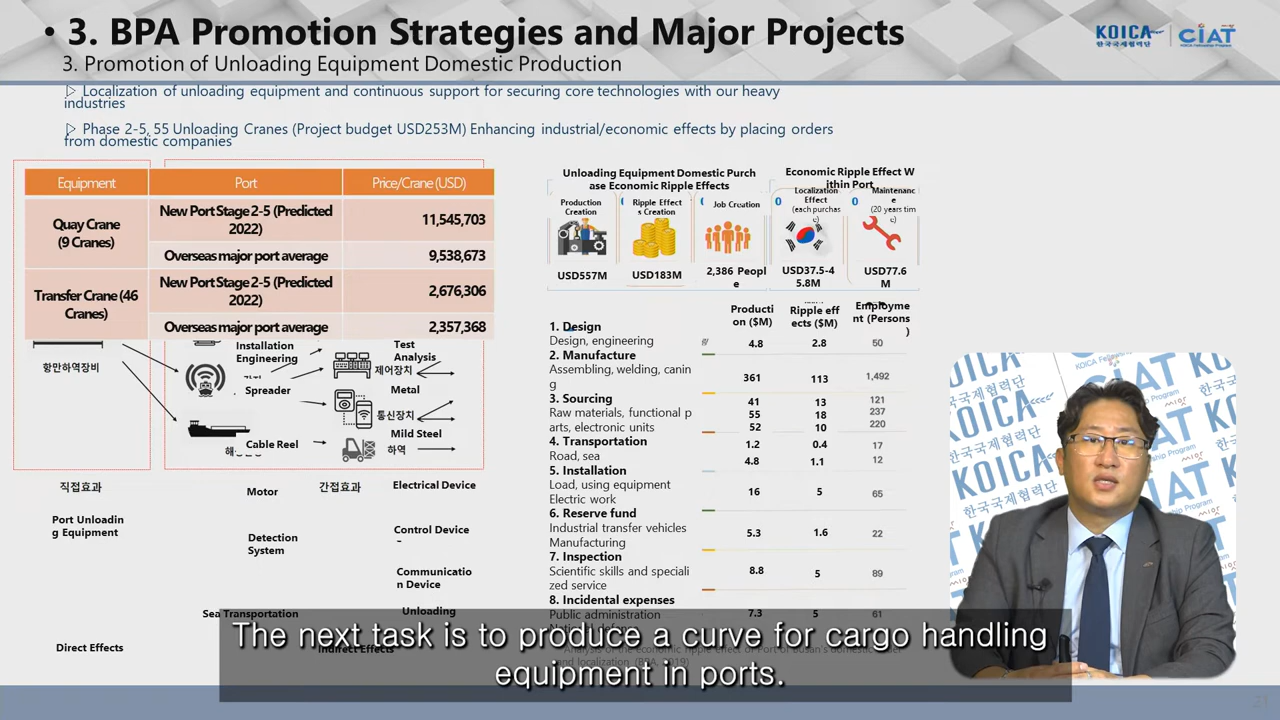 • 3. BPA Promotion Strategies and Major Projects
3. Promotion of Unloading Equipment Domestic Production
KOICA
한국국제협력단
CIAT
KOICA Fellowship Program
▷ Localization of unloading equipment and continuous support for securing core technologies with our heavy
industries
▷ Phase 2-5, 55 Unloading Cranes (Project budget USD253M) Enhancing industrial/economic effects by placing orders
from domestic companies
Equipment
Port
Price/Crane (USD)
Quay Crane
(9 Cranes)
New Port Stage 2-5 (Predicted
2022)
11,545,703
Overseas major port average
9,538,673
Transfer Crane (46
Cranes)
New Port Stage 2-5 (Predicted
2022)
2,676,306
Overseas major port average
2,357,368
항만하역장비
Installation
Engineering
Spreader
Cable Reel
Test
Analysis
제어장치
Metal
통신장치
Mild Steel
하역
직접효과
간접효과
Motor
Electrical Device
Port Unloadin
g Equipment
Detection
System
Control Device
Communicatio
n Device
Sea Transportation
Unloading
Direct Effects
Indirect Effects
Unloading Equipment Domestic Purch
ase Economic Ripple Effects
Economic Ripple Effect W
ithin Port
Production
Creation
USD557M
Ripple Effect
s Creation
USD183M
Job Creation
2,386 Peopl
e
Localization
Effect
(each purchas
e)
USD37.5-4
5.8M
Maintenanc
e
(20 years tim
e)
USD77.6
M
Producti
on ($M)
Ripple eff
ects ($M)
Employme
nt (Persons
)
1. Design
Design, engineering
4.8
2.8
50
2. Manufacture
Assembling, welding, canin
g
361
113
1,492
3. Sourcing
Raw materials, functional p
arts, electronic units
41
13
121
55
18
237
52
10
220
4. Transportation
Road, sea
1.2
0.4
17
4.8
1.1
12
5. Installation
Load, using equipment
Electric work
16
5
65
6. Reserve fund
Industrial transfer vehicles
Manufacturing
5.3
1.6
22
7. Inspection
Scientific skills and speciali
zed service
8.8
5
89
8. Incidental expenses
Public administration
7.3
5
61
The next task is to produce a curve for cargo handling
equipment in ports.
21